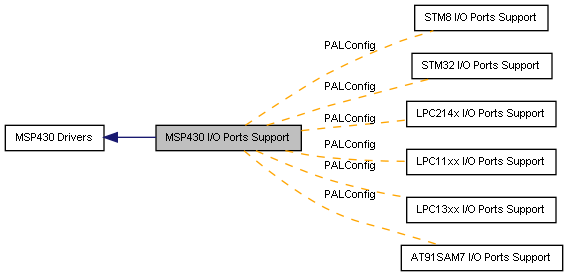 STM8 I/O Ports Support
PALConfig
STM32 I/O Ports Support
PALConfig
LPC214x I/O Ports Support
PALConfig
MSP430 Drivers
MSP430 I/O Ports Support
PALConfig
LPC11xx I/O Ports Support
PALConfig
PALConfig
LPC13xx I/O Ports Support
AT91SAM7 I/O Ports Support